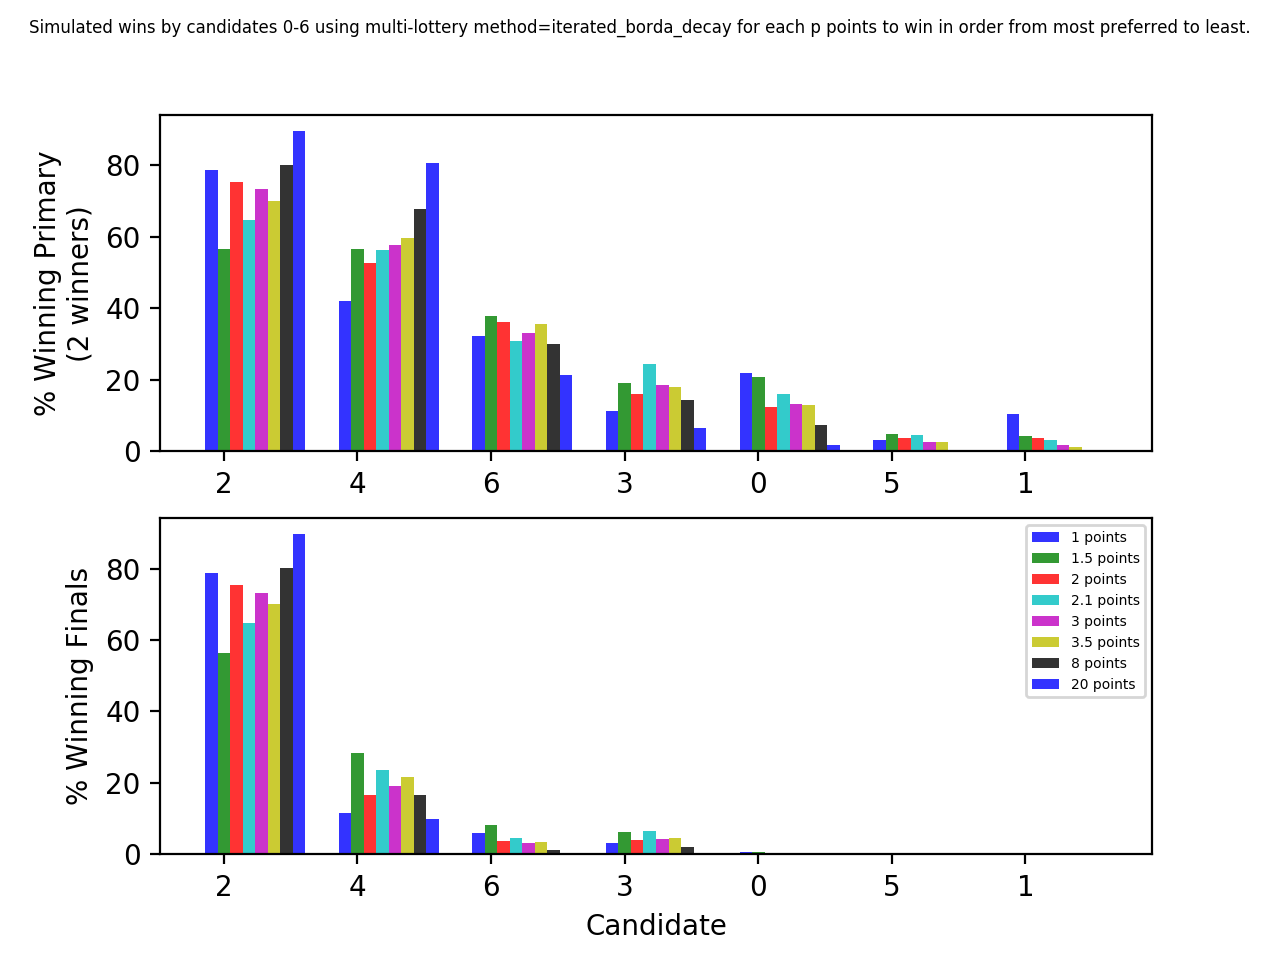 Simulated wins by candidates 0-6 using multi-lottery method=iterated_borda_decay for each p points to win in order from most preferred to least.
% Winning Primary
(2 winners)
80
60
40
20
0
2 4 6 3 0 5 1
% Winning Finals
80
60
40
20
0
1 points
1.5 points
2 points
2.1 points
3 points
3.5 points
8 points
20 points
2 4 6 3 0 5 1
Candidate